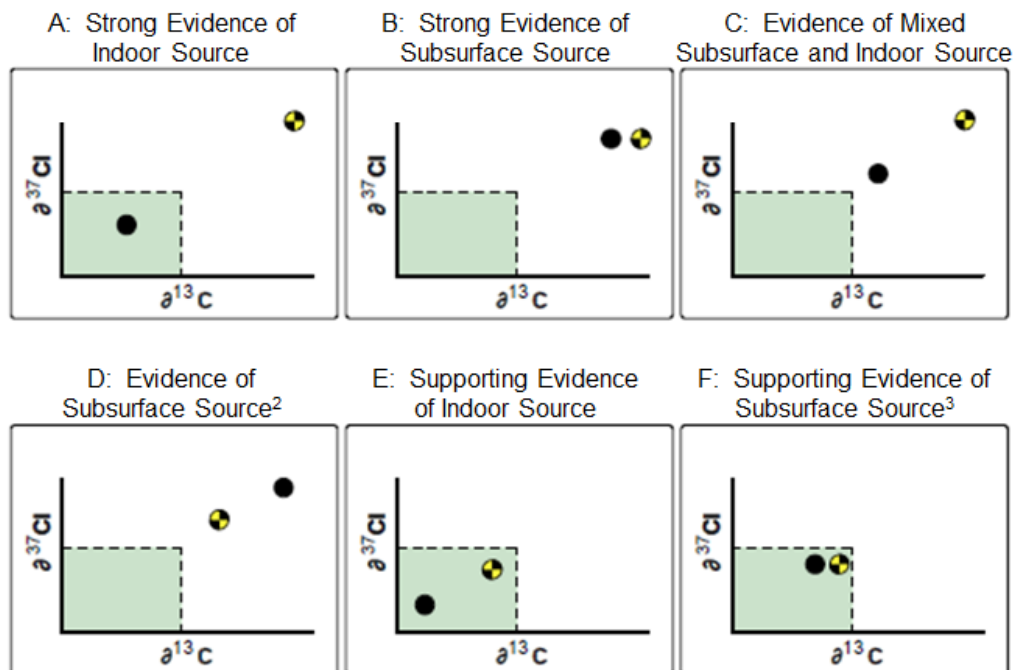 A: Strong Evidence of
Indoor Source
B: Strong Evidence of
Subsurface Source
C: Evidence of Mixed
Subsurface and Indoor Source
∂³⁷Cl
∂¹³C
∂³⁷Cl
∂¹³C
∂³⁷Cl
∂¹³C
D: Evidence of
Subsurface Source²
E: Supporting Evidence
of Indoor Source
F: Supporting Evidence of
Subsurface Source³
∂³⁷Cl
∂¹³C
∂³⁷Cl
∂¹³C
∂³⁷Cl
∂¹³C